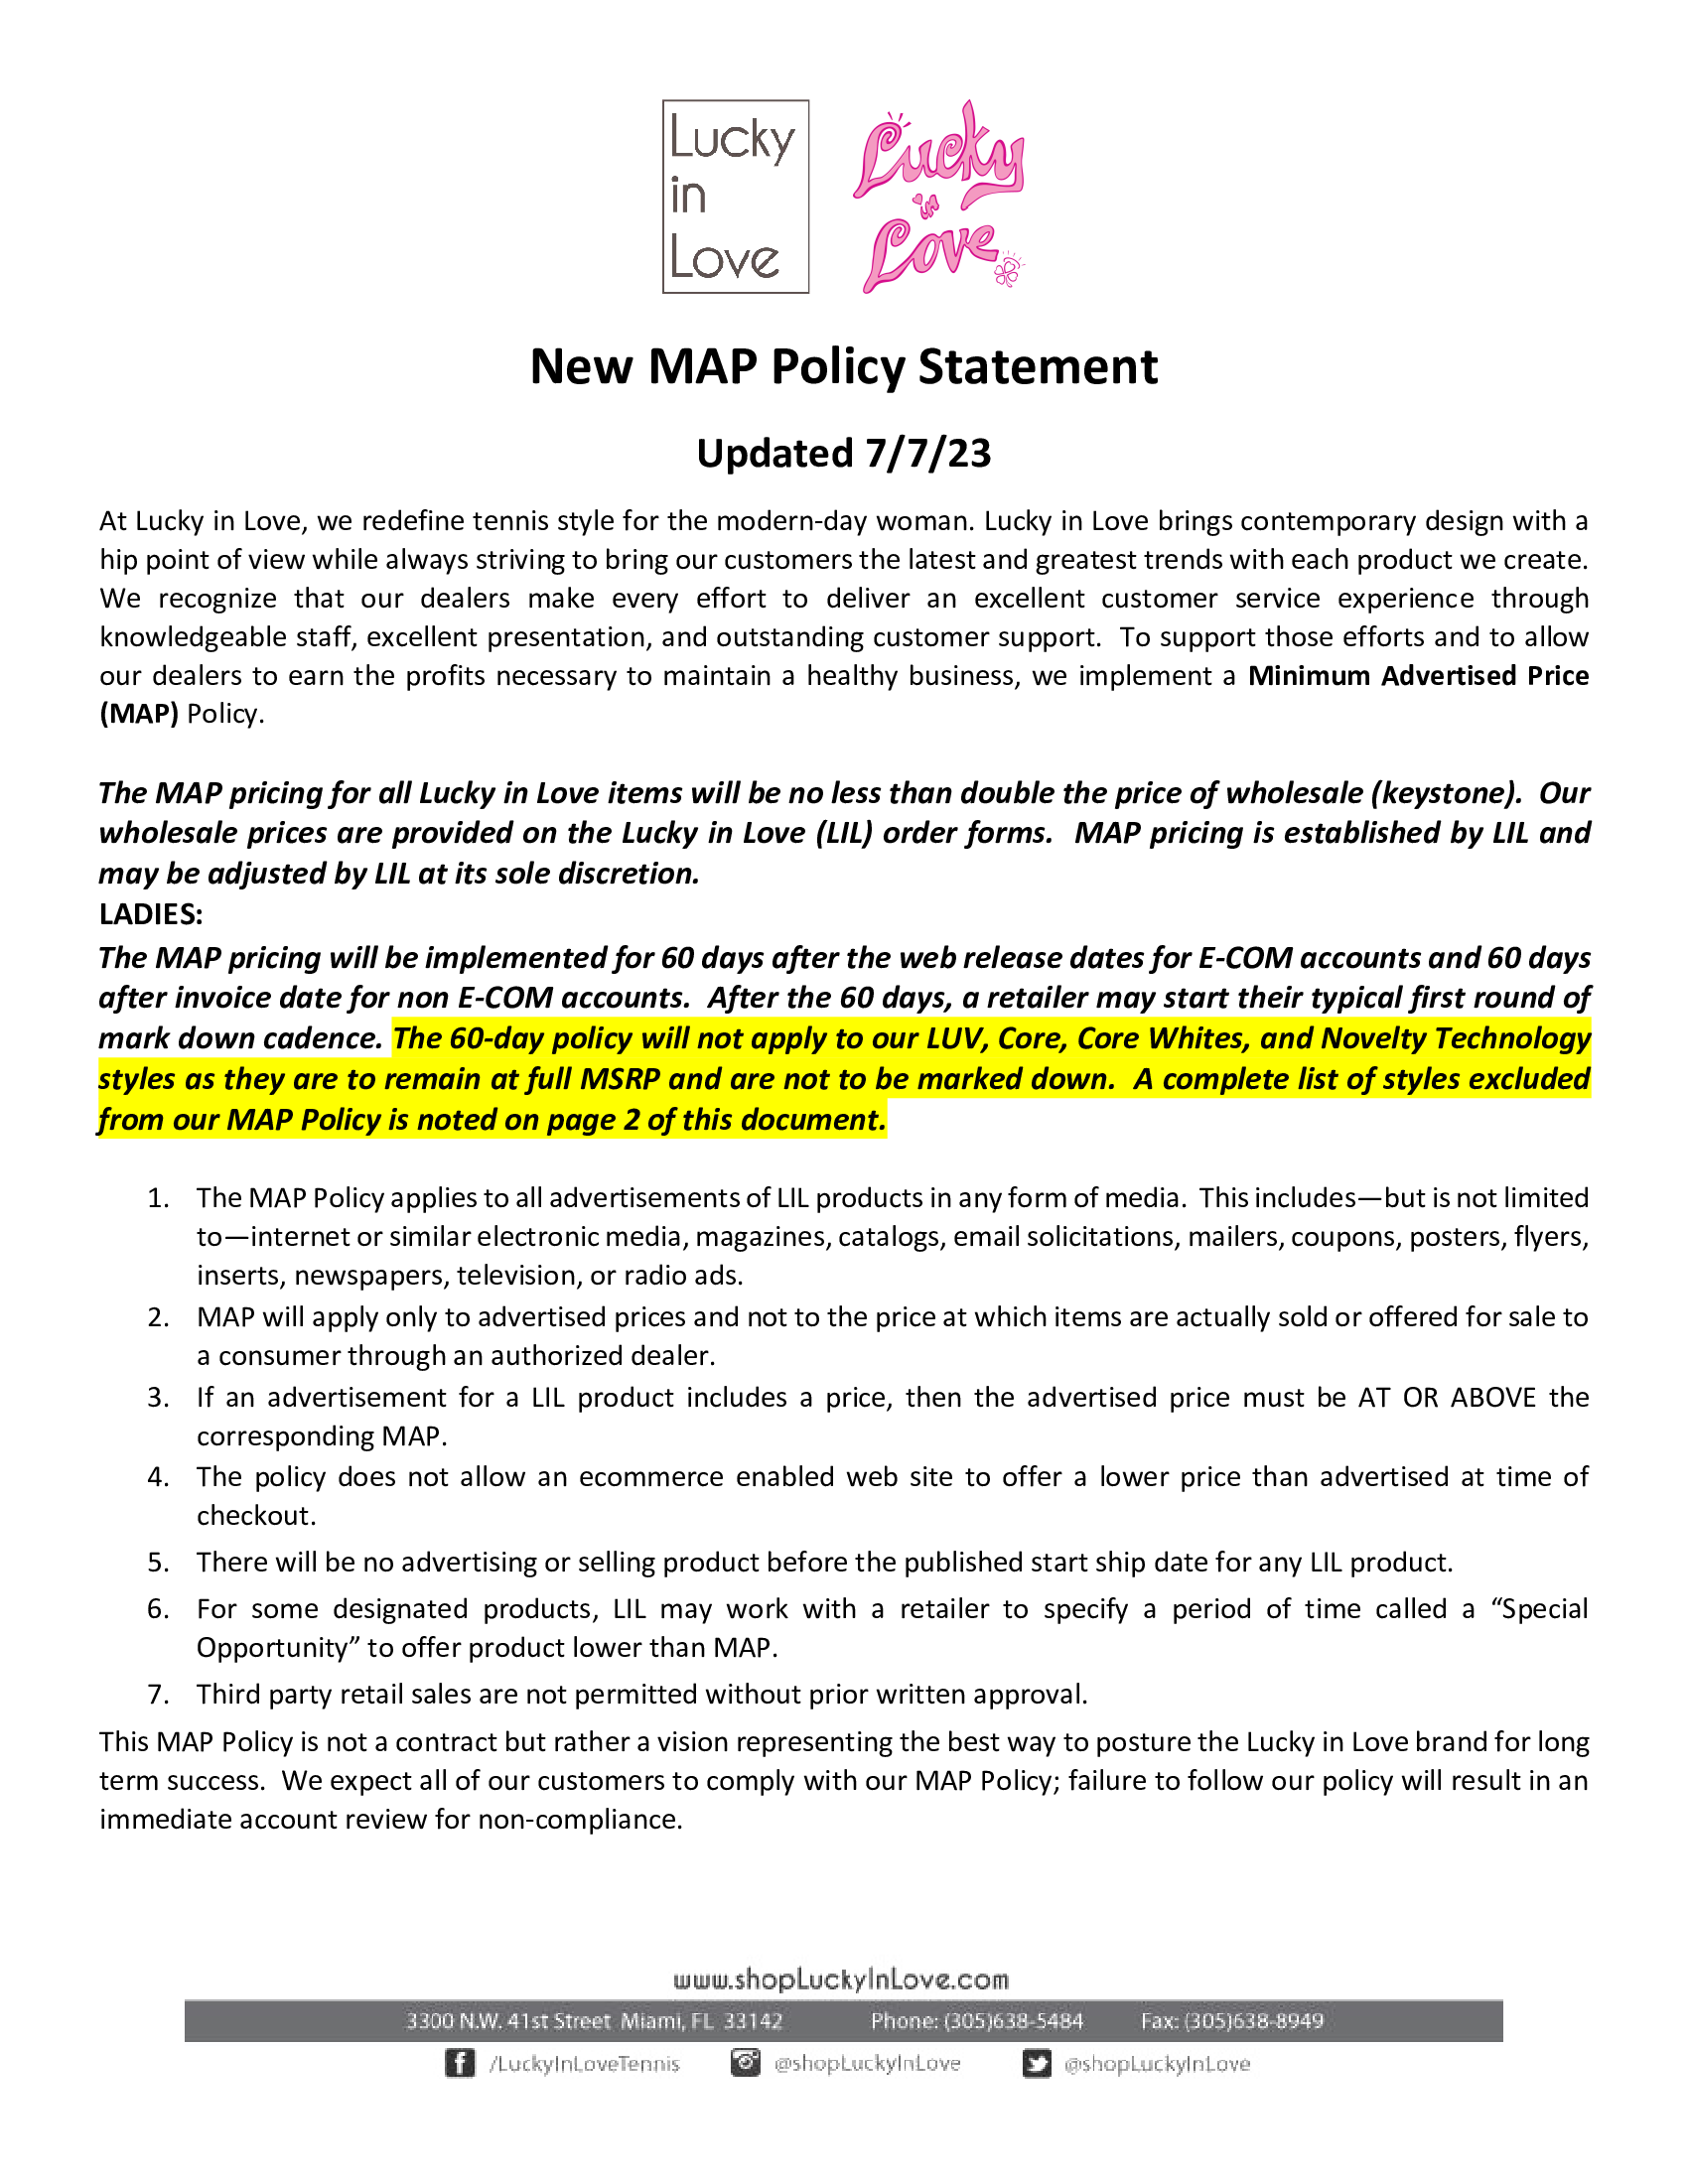 Lucky
in
Love
Lucky
in
Love
New MAP Policy Statement
Updated 7/7/23
At Lucky in Love, we redefine tennis style for the modern-day woman. Lucky in Love brings contemporary design with a
hip point of view while always striving to bring our customers the latest and greatest trends with each product we create.
We recognize that our dealers make every effort to deliver an excellent customer service experience through
knowledgeable staff, excellent presentation, and outstanding customer support. To support those efforts and to allow
our dealers to earn the profits necessary to maintain a healthy business, we implement a Minimum Advertised Price
(MAP) Policy.
The MAP pricing for all Lucky in Love items will be no less than double the price of wholesale (keystone). Our
wholesale prices are provided on the Lucky in Love (LIL) order forms. MAP pricing is established by LIL and
may be adjusted by LIL at its sole discretion.
LADIES:
The MAP pricing will be implemented for 60 days after the web release dates for E-COM accounts and 60 days
after invoice date for non E-COM accounts. After the 60 days, a retailer may start their typical first round of
mark down cadence. The 60-day policy will not apply to our LUV, Core, Core Whites, and Novelty Technology
styles as they are to remain at full MSRP and are not to be marked down. A complete list of styles excluded
from our MAP Policy is noted on page 2 of this document.
1. The MAP Policy applies to all advertisements of LIL products in any form of media. This includes—but is not limited
to—internet or similar electronic media, magazines, catalogs, email solicitations, mailers, coupons, posters, flyers,
inserts, newspapers, television, or radio ads.
2. MAP will apply only to advertised prices and not to the price at which items are actually sold or offered for sale to
a consumer through an authorized dealer.
3. If an advertisement for a LIL product includes a price, then the advertised price must be AT OR ABOVE the
corresponding MAP.
4. The policy does not allow an ecommerce enabled web site to offer a lower price than advertised at time of
checkout.
5. There will be no advertising or selling product before the published start ship date for any LIL product.
6. For some designated products, LIL may work with a retailer to specify a period of time called a “Special
Opportunity” to offer product lower than MAP.
7. Third party retail sales are not permitted without prior written approval.
This MAP Policy is not a contract but rather a vision representing the best way to posture the Lucky in Love brand for long
term success. We expect all of our customers to comply with our MAP Policy; failure to follow our policy will result in an
immediate account review for non-compliance.
www.shopLuckyInLove.com
3300 N.W. 41st Street Miami, FL 33142 Phone: (305)638-5484 Fax: (305)638-8949
/LuckyInLoveTennis @shopLuckyInLove @shopLuckyInLove